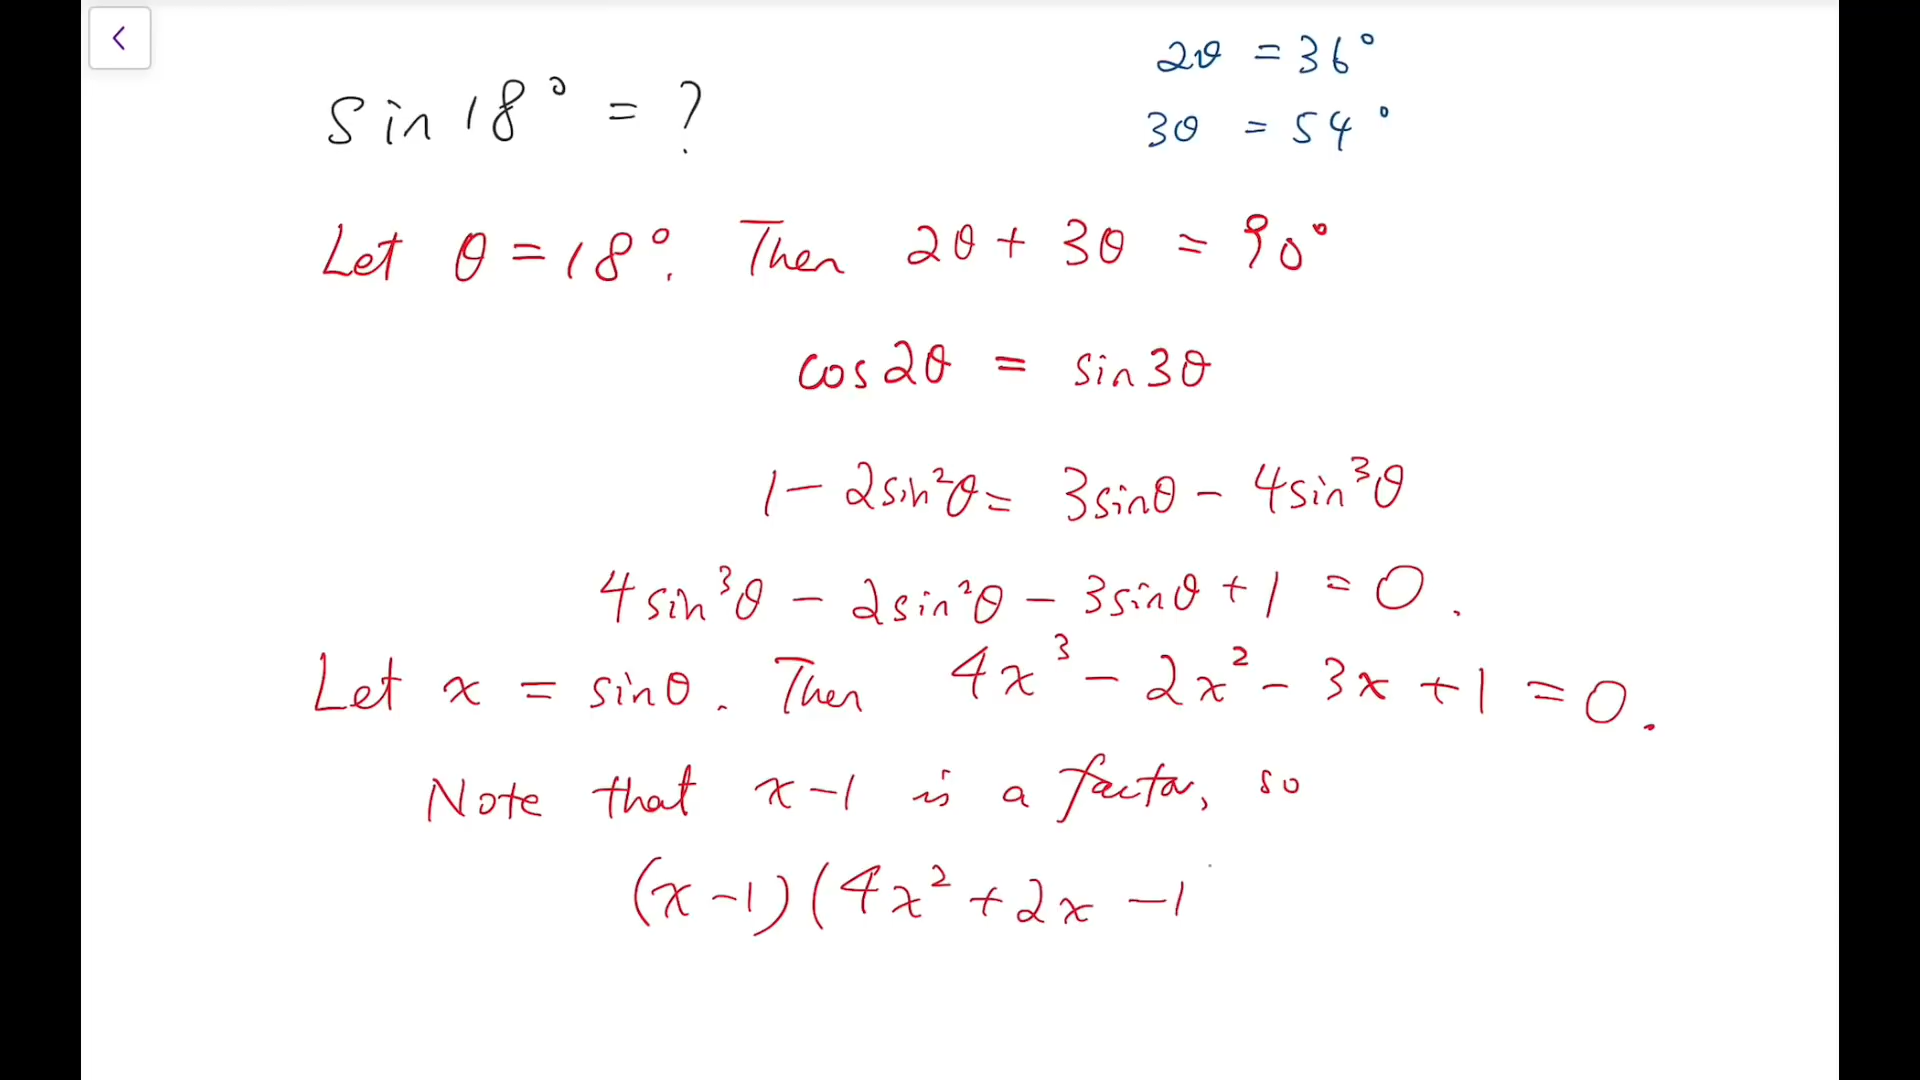 2θ = 36°
sin 18° = ?
3θ = 54°
Let θ = 18°. Then 2θ + 3θ = 90°
cos 2θ = sin 3θ
1 - 2sin²θ = 3sinθ - 4sin³θ
4sin³θ - 2sin²θ - 3sinθ + 1 = 0.
Let x = sinθ. Then 4x³ - 2x² - 3x + 1 = 0.
Note that x-1 is a factor, so
(x-1)(4x² + 2x - 1